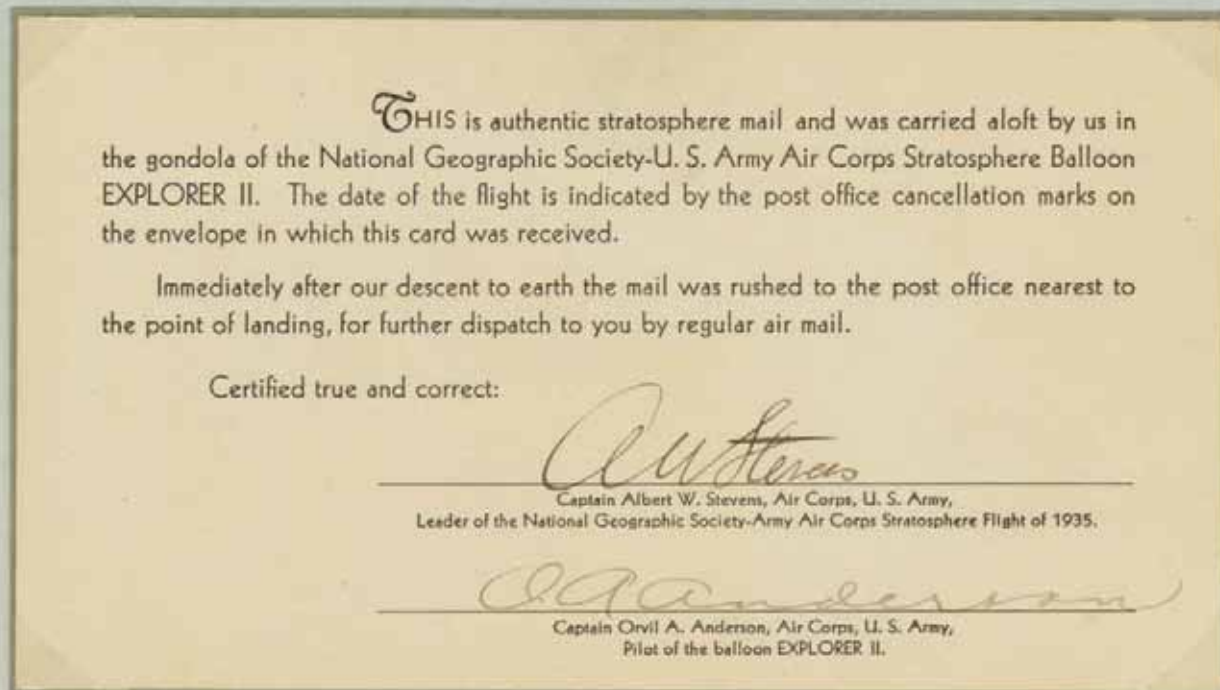 THIS is authentic stratosphere mail and was carried aloft by us in
the gondola of the National Geographic Society-U. S. Army Air Corps Stratosphere Balloon
EXPLORER II. The date of the flight is indicated by the post office cancellation marks on
the envelope in which this card was received.
Immediately after our descent to earth the mail was rushed to the post office nearest to
the point of landing, for further dispatch to you by regular air mail.
Certified true and correct:
A W Stevens
Captain Albert W. Stevens, Air Corps, U. S. Army,
Leader of the National Geographic Society-Army Air Corps Stratosphere Flight of 1935.
O A Anderson
Captain Orvil A. Anderson, Air Corps, U. S. Army,
Pilot of the balloon EXPLORER II.